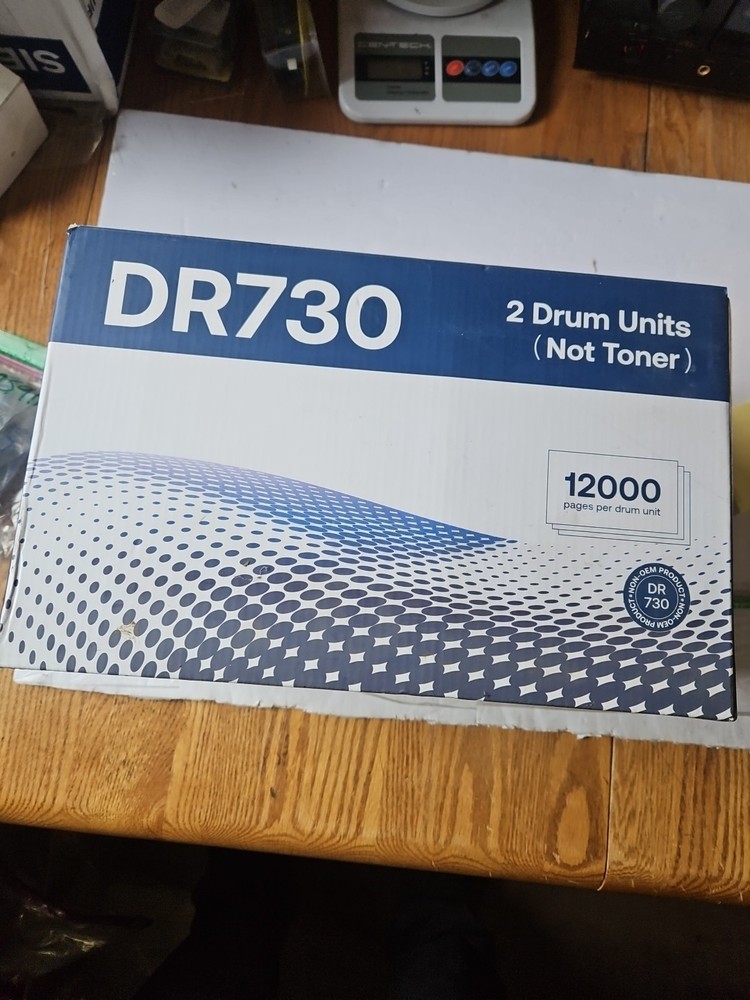 SIE
CENTECH
DR730
2 Drum Units
(Not Toner)
12000
pages per drum unit
NON-OEM PRODUCT • NON-OEM PRODUCT •
DR
730